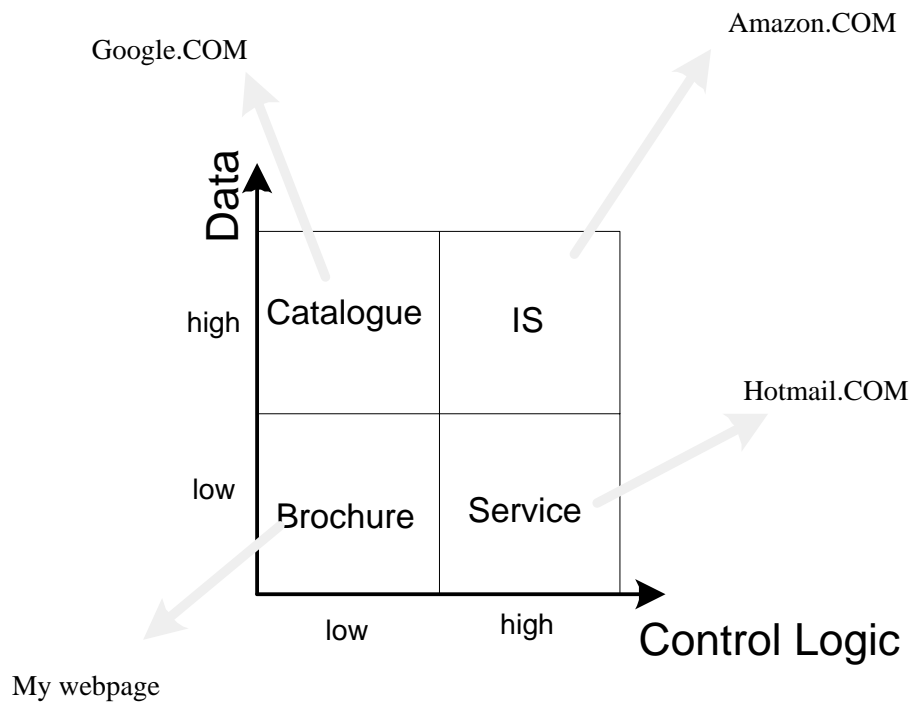 Amazon.COM
Google.COM
Data
high
Catalogue
IS
Hotmail.COM
low
Brochure
Service
low
high
Control Logic
My webpage